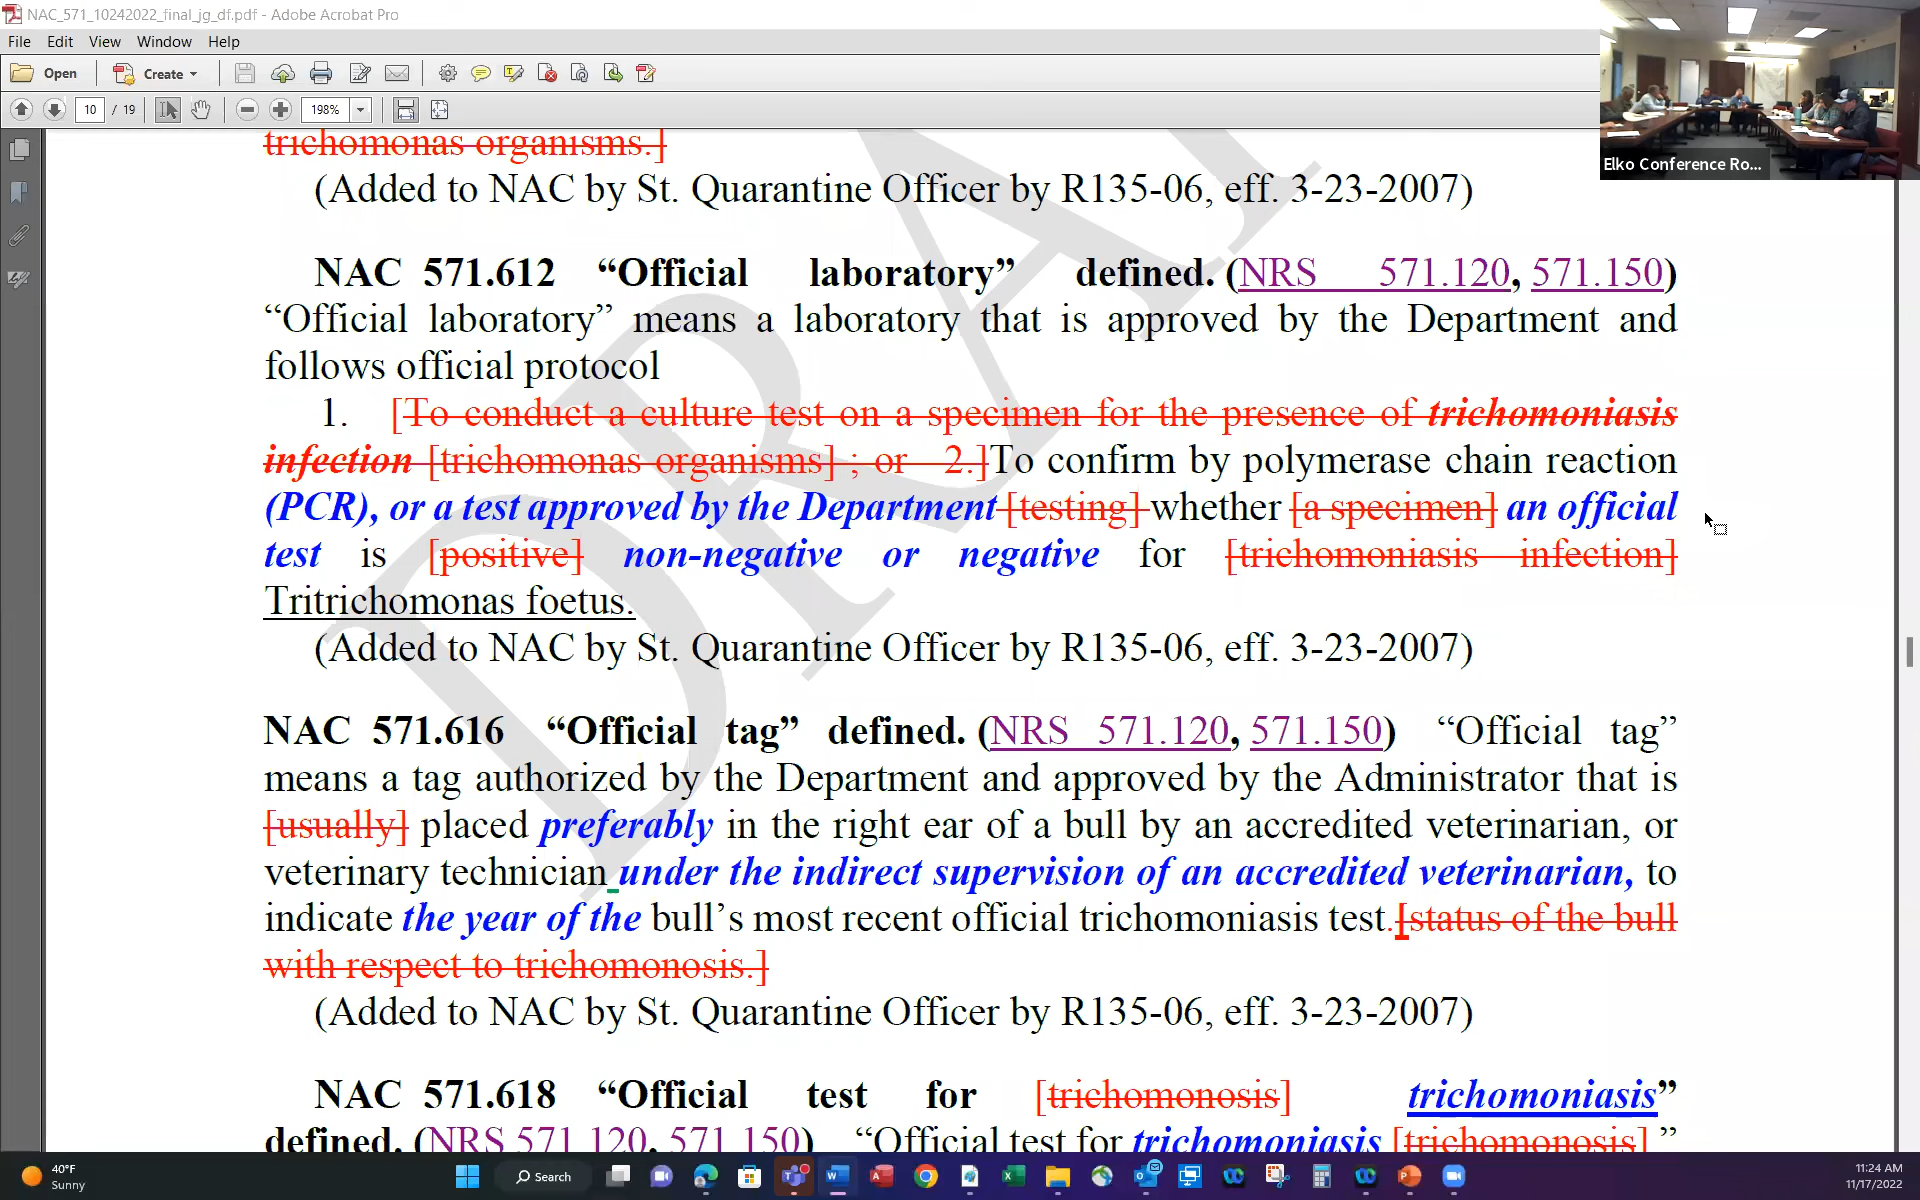 NAC_571_10242022_final_jg_df.pdf - Adobe Acrobat Pro
File Edit View Window Help
Open Create
10 / 19 198%
Elko Conference Ro...
trichomonas organisms.]
(Added to NAC by St. Quarantine Officer by R135-06, eff. 3-23-2007)
NAC 571.612 “Official laboratory” defined. (NRS 571.120, 571.150)
“Official laboratory” means a laboratory that is approved by the Department and
follows official protocol
1. [To conduct a culture test on a specimen for the presence of trichomoniasis
infection [trichomonas organisms] ; or 2.]To confirm by polymerase chain reaction
(PCR), or a test approved by the Department [testing] whether [a specimen] an official
test is [positive] non-negative or negative for [trichomoniasis infection]
Tritrichomonas foetus.
(Added to NAC by St. Quarantine Officer by R135-06, eff. 3-23-2007)
NAC 571.616 “Official tag” defined. (NRS 571.120, 571.150) “Official tag”
means a tag authorized by the Department and approved by the Administrator that is
[usually] placed preferably in the right ear of a bull by an accredited veterinarian, or
veterinary technician under the indirect supervision of an accredited veterinarian, to
indicate the year of the bull’s most recent official trichomoniasis test.[status of the bull
with respect to trichomonosis.]
(Added to NAC by St. Quarantine Officer by R135-06, eff. 3-23-2007)
NAC 571.618 “Official test for [trichomonosis] trichomoniasis”
defined. (NRS 571.120, 571.150) “Official test for trichomoniasis [trichomonosis] ”
DRAFT
40°F
Sunny
Search
11:24 AM
11/17/2022